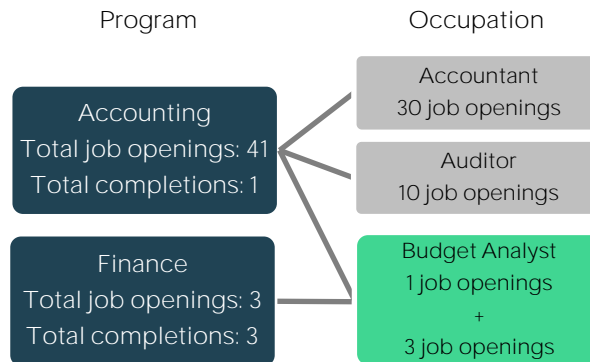 Program
Occupation
Accounting
Total job openings: 41
Total completions: 1
Finance
Total job openings: 3
Total completions: 3
Accountant
30 job openings
Auditor
10 job openings
Budget Analyst
1 job openings
+
3 job openings